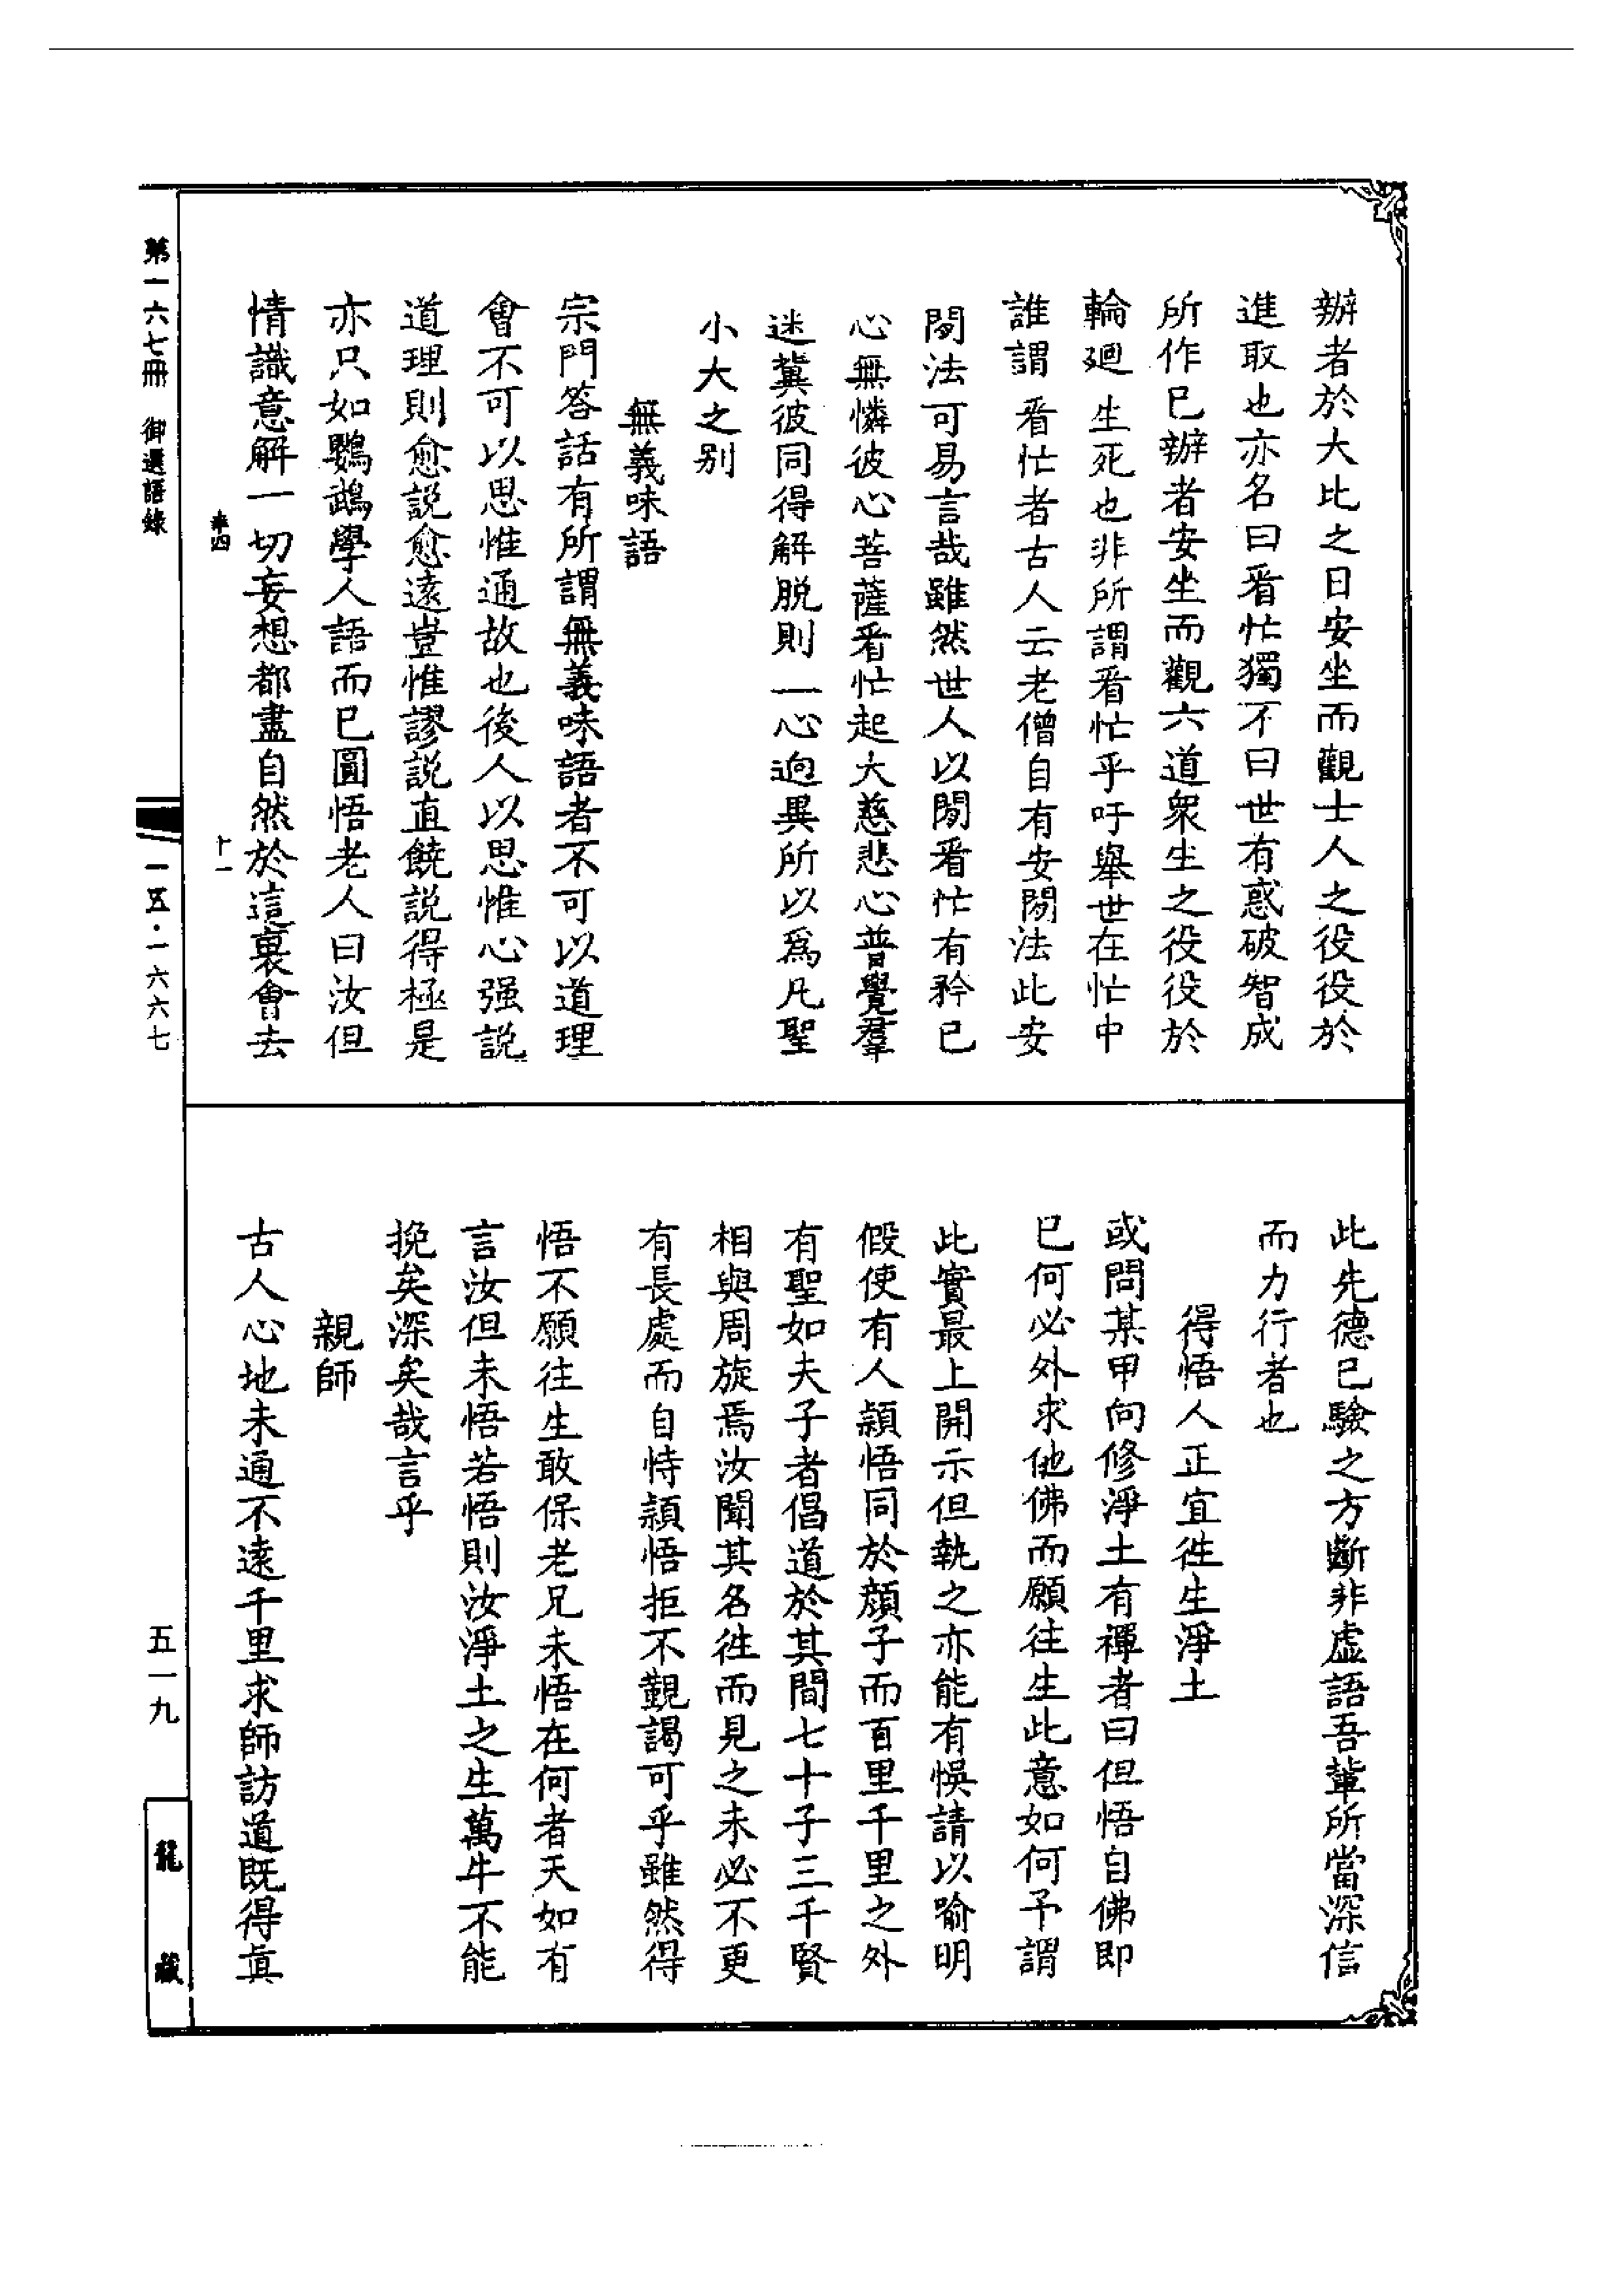 辦者於大比之日安坐而觀士人之役役於
進取也亦名曰看忙獨不曰世有惑破智成
所作已辦者安坐而觀六道衆生之役役於
輪廻生死也非所謂看忙乎吁舉世在忙中
誰謂看忙者古人云老僧自有安閒法此安
閒法可易言哉雖然世人以閒看忙有矜已
心無憐彼心菩薩看忙起大慈悲心普覺羣
迷冀彼同得解脱則一心逈異所以爲凡聖
小大之别
無義味語
宗門答話有所謂無義味語者不可以道理
會不可以思惟通故也後人以思惟心强説
道理則愈説愈遠豈惟謬説直饒説得極是
亦只如鸚鵡學人語而已圓悟老人曰汝但
情識意解一切妄想都盡自然於這裏會去
十一
此先德已驗之方斷非虛語吾輩所當深信
而力行者也
得悟人正宜徃生淨土
或問某甲向修淨土有禪者曰但悟自佛即
已何必外求他佛而願往生此意如何予謂
此實最上開示但執之亦能有悞請以喻明
假使有人頴悟同於顏子而百里千里之外
有聖如夫子者倡道於其間七十子三千賢
相與周旋焉汝聞其名徃而見之未必不更
有長處而自恃頴悟拒不覲謁可乎雖然得
悟不願往生敢保老兄未悟在何者天如有
言汝但未悟若悟則汝淨土之生萬牛不能
挽矣深矣哉言乎
親師
古人心地未通不遠千里求師訪道既得眞
第一六七冊 御選語錄
一五·一六六七
五一九
龍藏